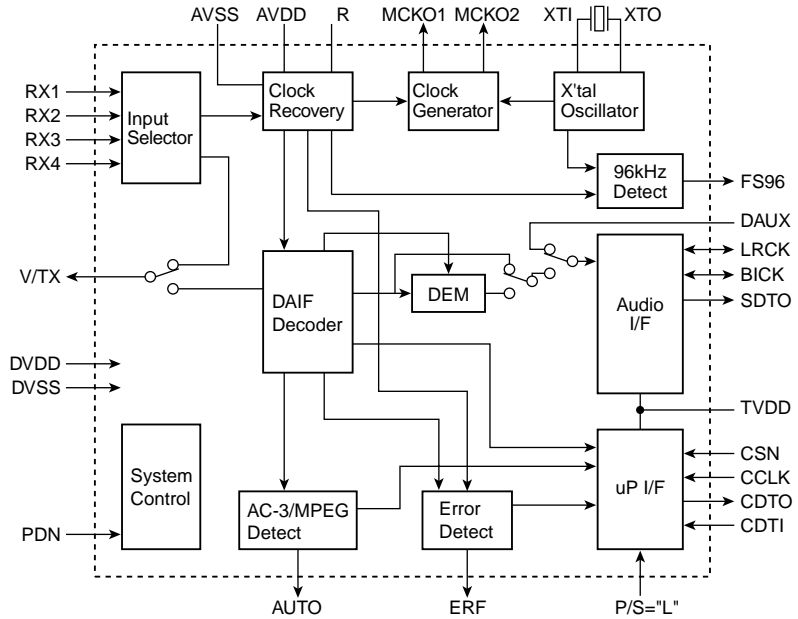 AVSS AVDD R MCKO1 MCKO2 XTI XTO
RX1
RX2
RX3
RX4
Input
Selector
Clock
Recovery
Clock
Generator
X'tal
Oscillator
96kHz
Detect
FS96
DAUX
LRCK
BICK
SDTO
V/TX
DAIF
Decoder
DEM
Audio
I/F
DVDD
DVSS
TVDD
System
Control
PDN
AC-3/MPEG
Detect
Error
Detect
uP I/F
CSN
CCLK
CDTO
CDTI
AUTO
ERF
P/S="L"